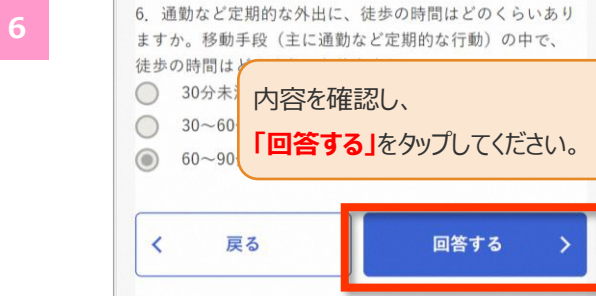 6
6. 通勤など定期的な外出に、徒歩の時間はどのくらいあり
ますか。移動手段（主に通勤など定期的な行動）の中で、
徒歩の時間は
30分未
30～60
60～90
内容を確認し、
「回答する」をタップしてください。
戻る
回答する